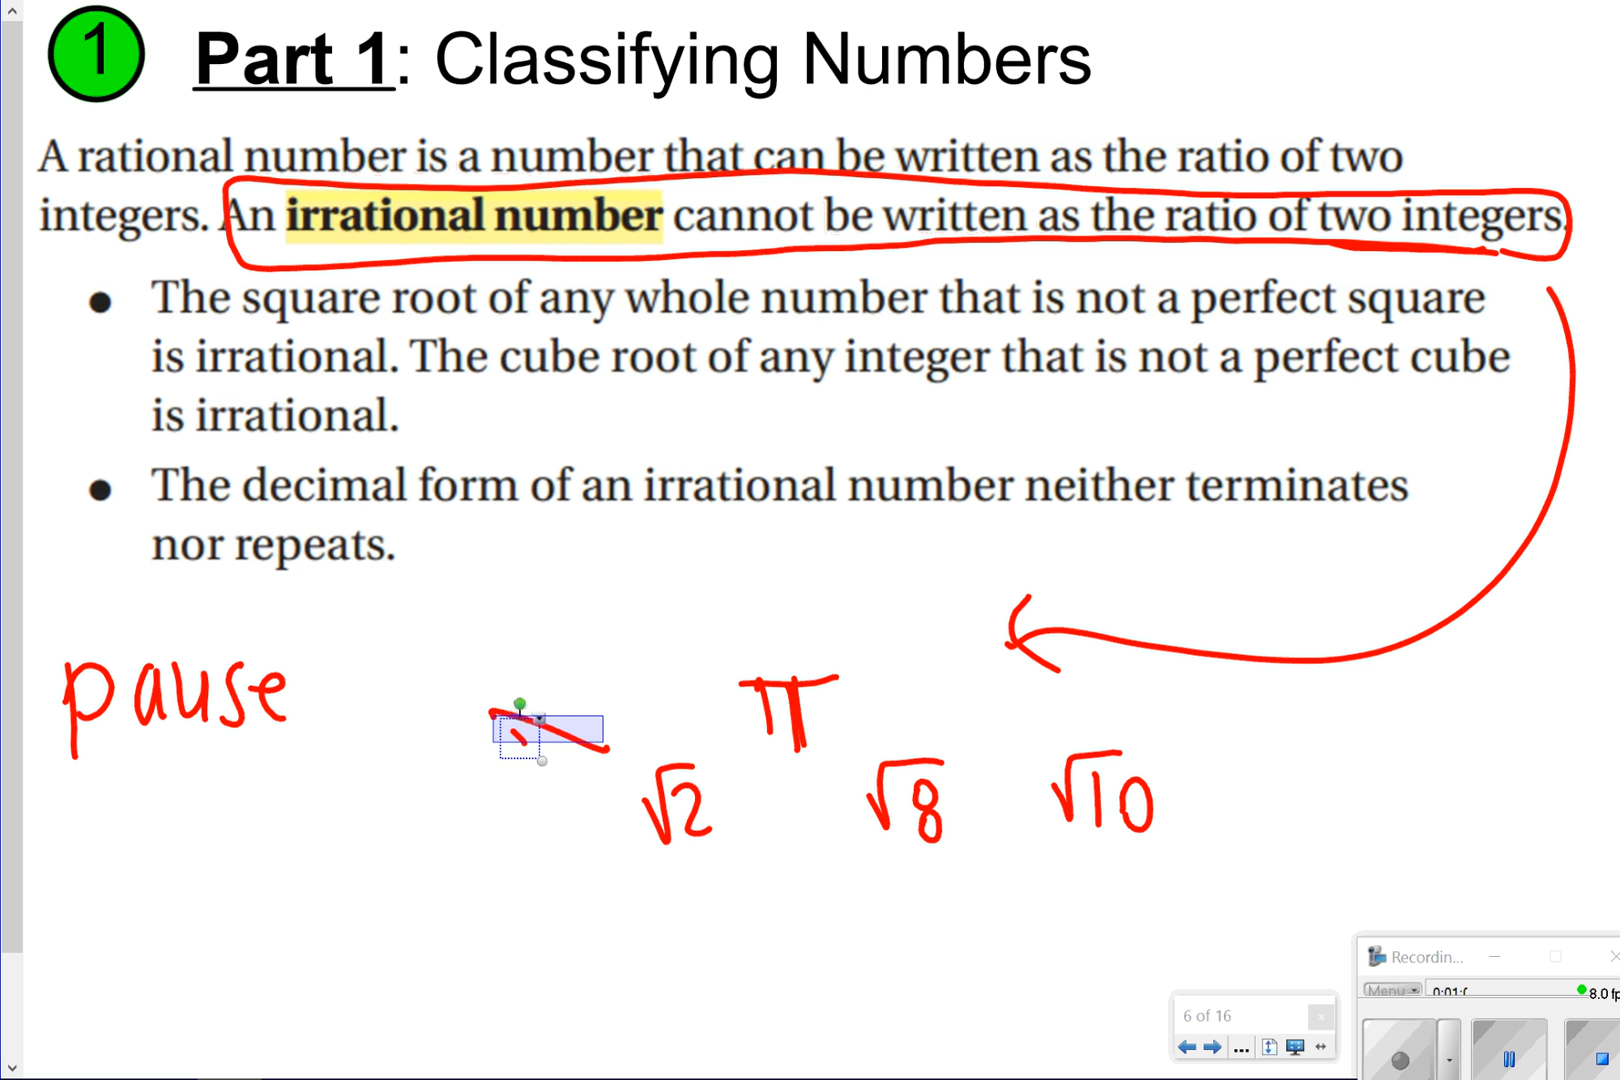 1 Part 1: Classifying Numbers
A rational number is a number that can be written as the ratio of two
integers. An irrational number cannot be written as the ratio of two integers.
● The square root of any whole number that is not a perfect square
is irrational. The cube root of any integer that is not a perfect cube
is irrational.
● The decimal form of an irrational number neither terminates
nor repeats.
pause
π
√2 √8 √10
Recordin...
Menu
8.0 fp
6 of 16
...